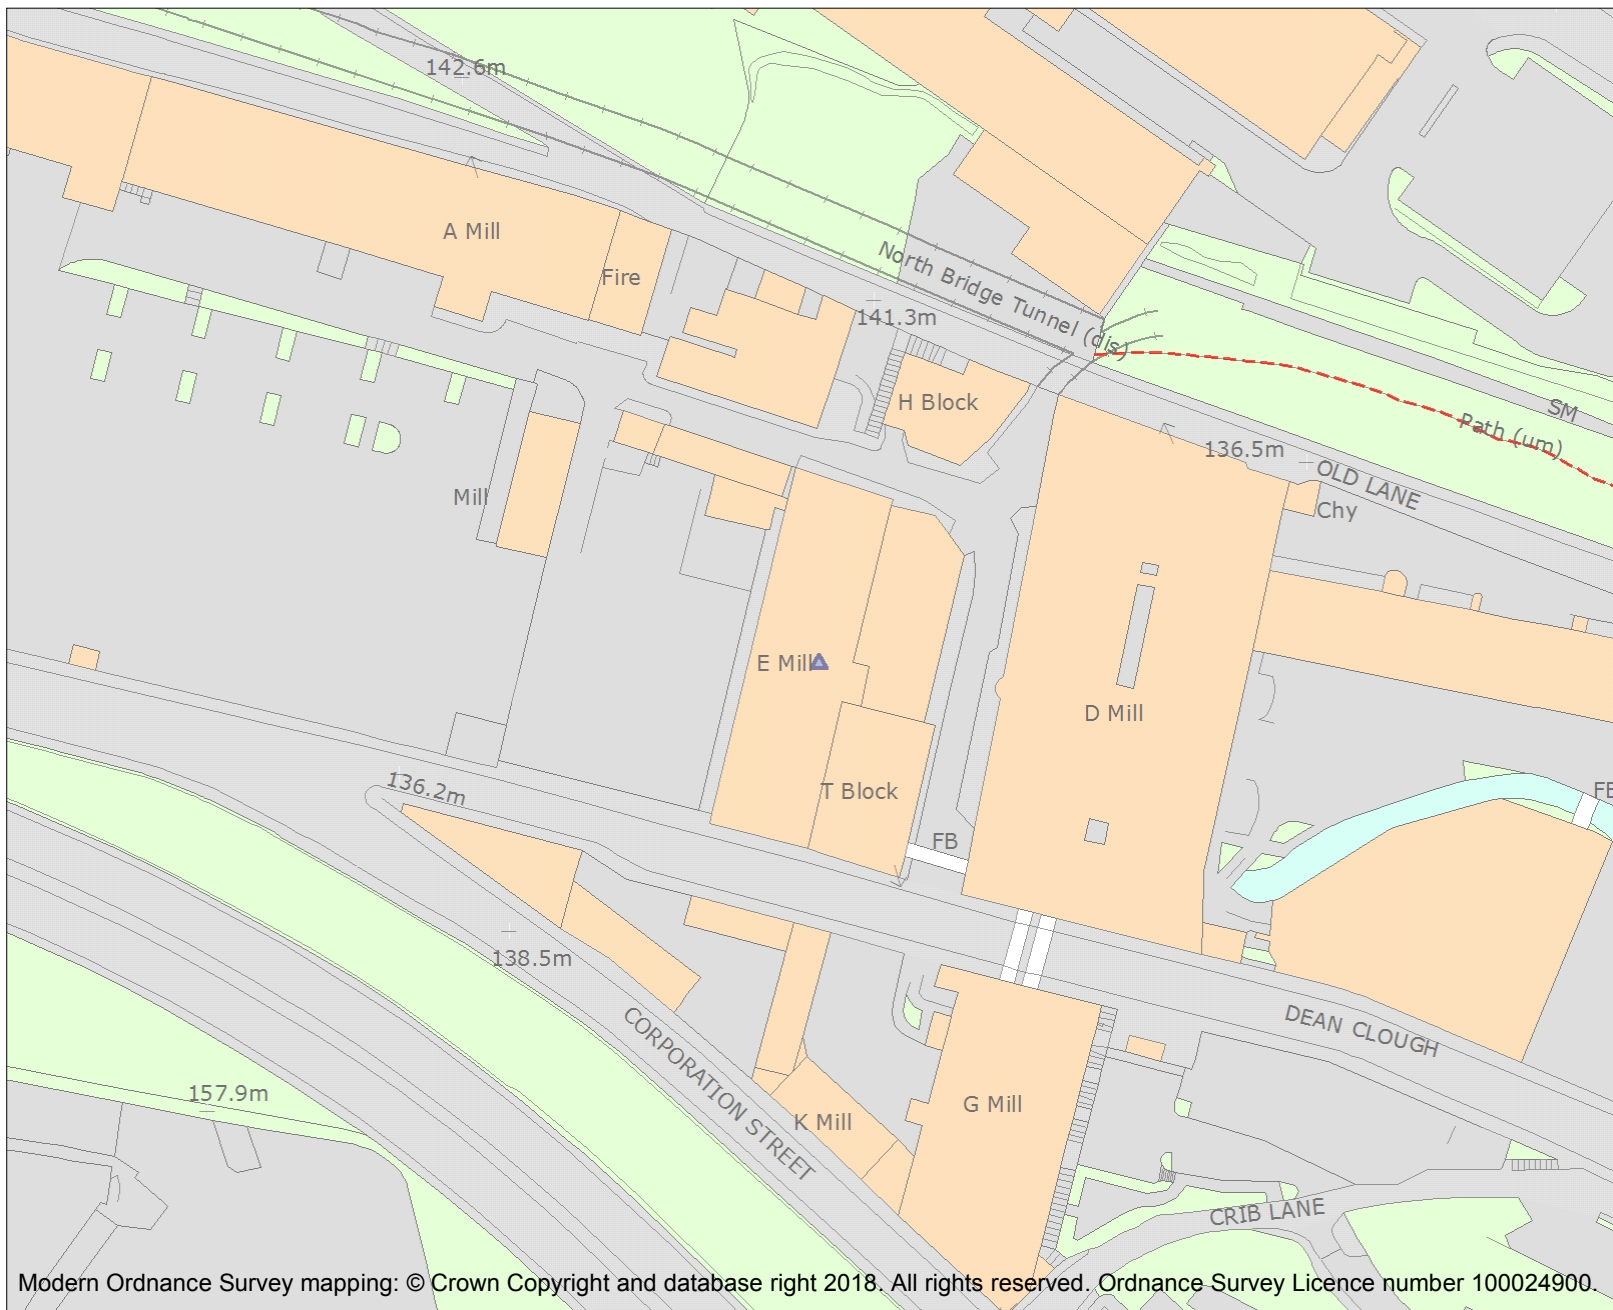 142.6m
A Mill
Fire
North Bridge Tunnel (dis)
141.3m
H Block
SM
Path (um)
136.5m
OLD LANE
Chy
Mill
E Mill
D Mill
136.2m
T Block
FB
FB
138.5m
DEAN CLOUGH
CORPORATION STREET
157.9m
G Mill
K Mill
CRIB LANE
Modern Ordnance Survey mapping: © Crown Copyright and database right 2018. All rights reserved. Ordnance Survey Licence number 100024900.